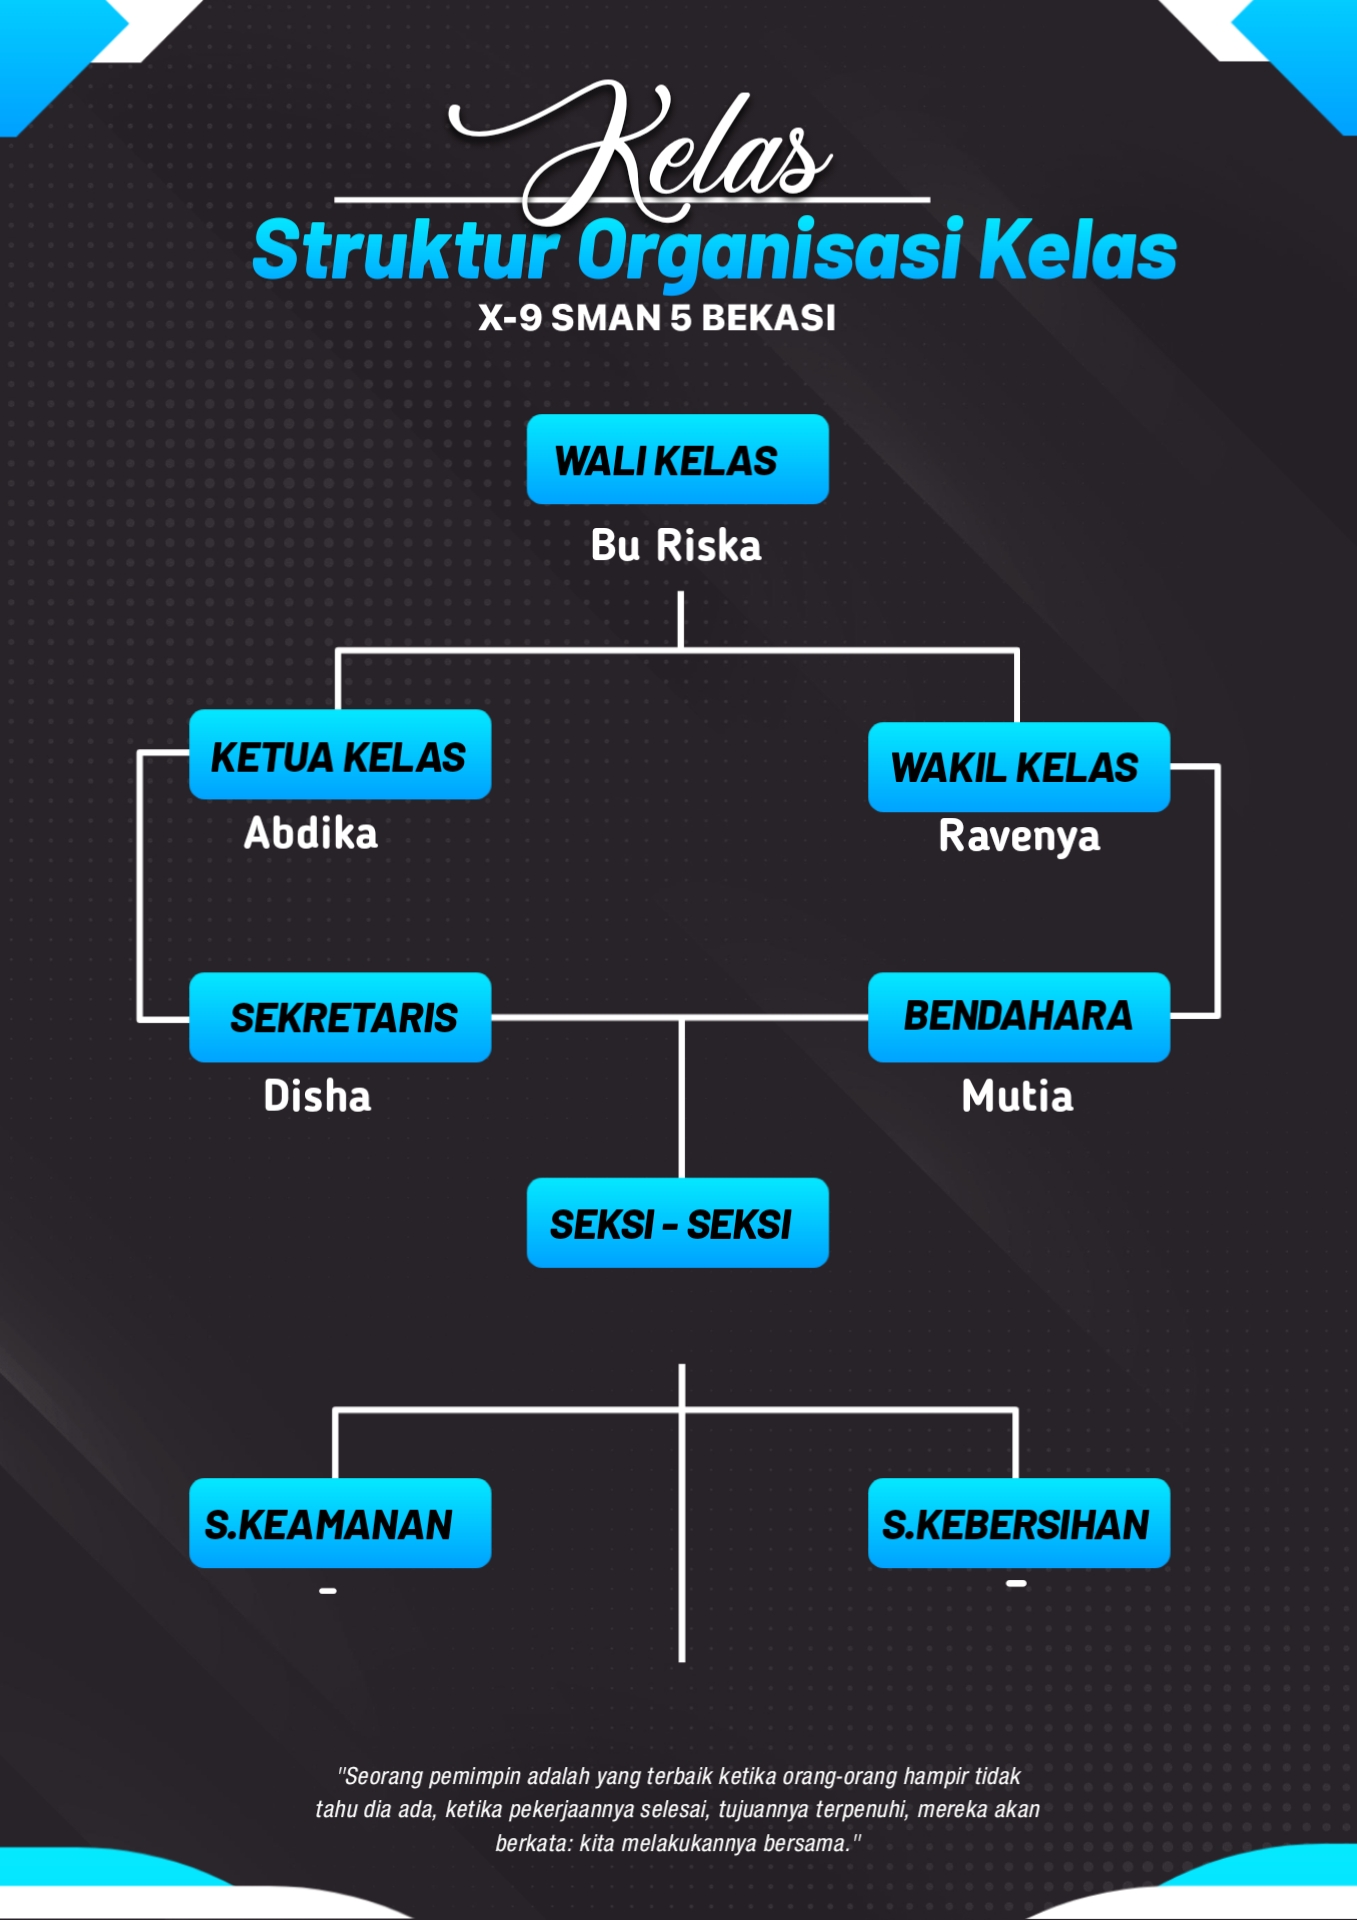 Kelas
Struktur Organisasi Kelas
X-9 SMAN 5 BEKASI
WALI KELAS
Bu Riska
KETUA KELAS
Abdika
WAKIL KELAS
Ravenya
SEKRETARIS
Disha
BENDAHARA
Mutia
SEKSI - SEKSI
S.KEAMANAN
-
S.KEBERSIHAN
-
"Seorang pemimpin adalah yang terbaik ketika orang-orang hampir tidak
tahu dia ada, ketika pekerjaannya selesai, tujuannya terpenuhi, mereka akan
berkata: kita melakukannya bersama."